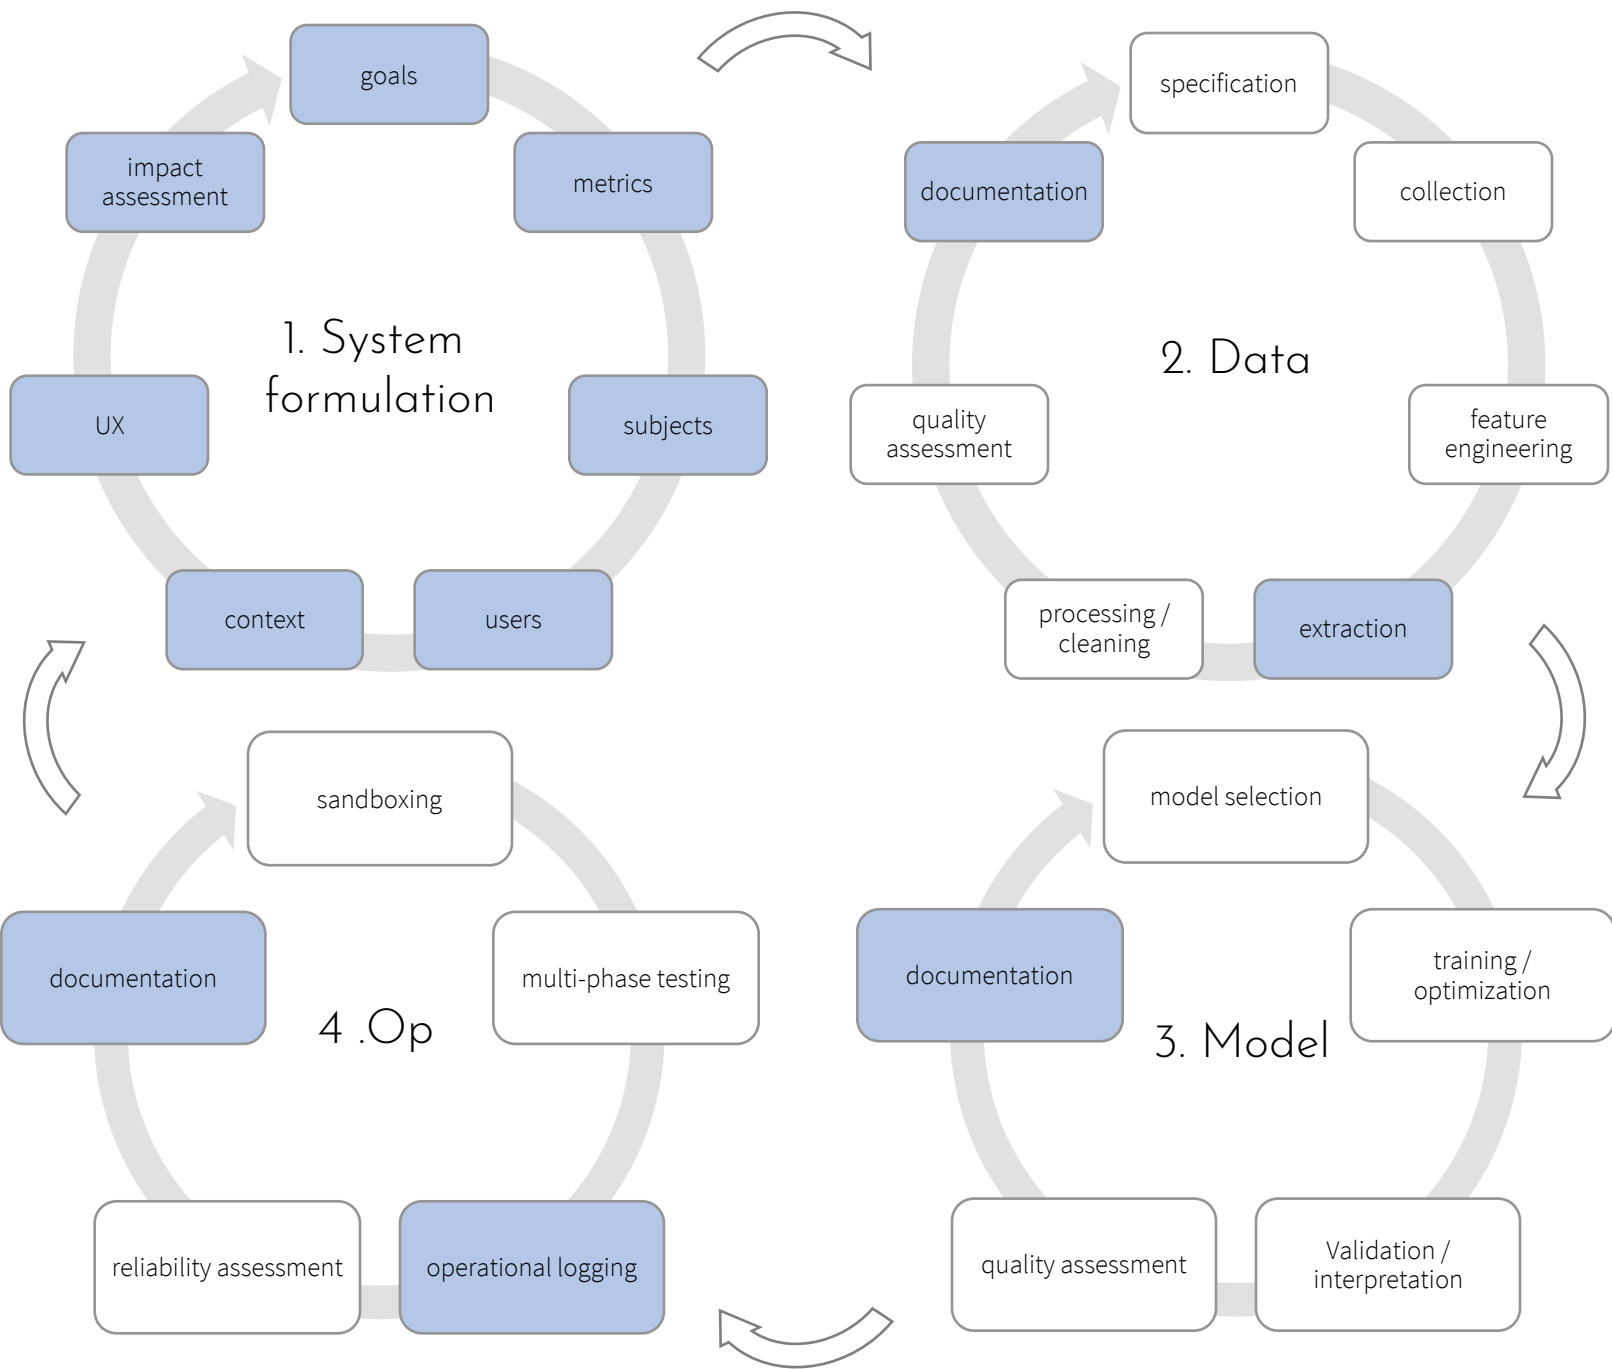 goals
metrics
subjects
users
context
UX
impact
assessment
1. System
formulation
specification
collection
feature
engineering
extraction
processing /
cleaning
quality
assessment
documentation
2. Data
model selection
training /
optimization
Validation /
interpretation
quality assessment
documentation
3. Model
sandboxing
multi-phase testing
operational logging
reliability assessment
documentation
4 .Op